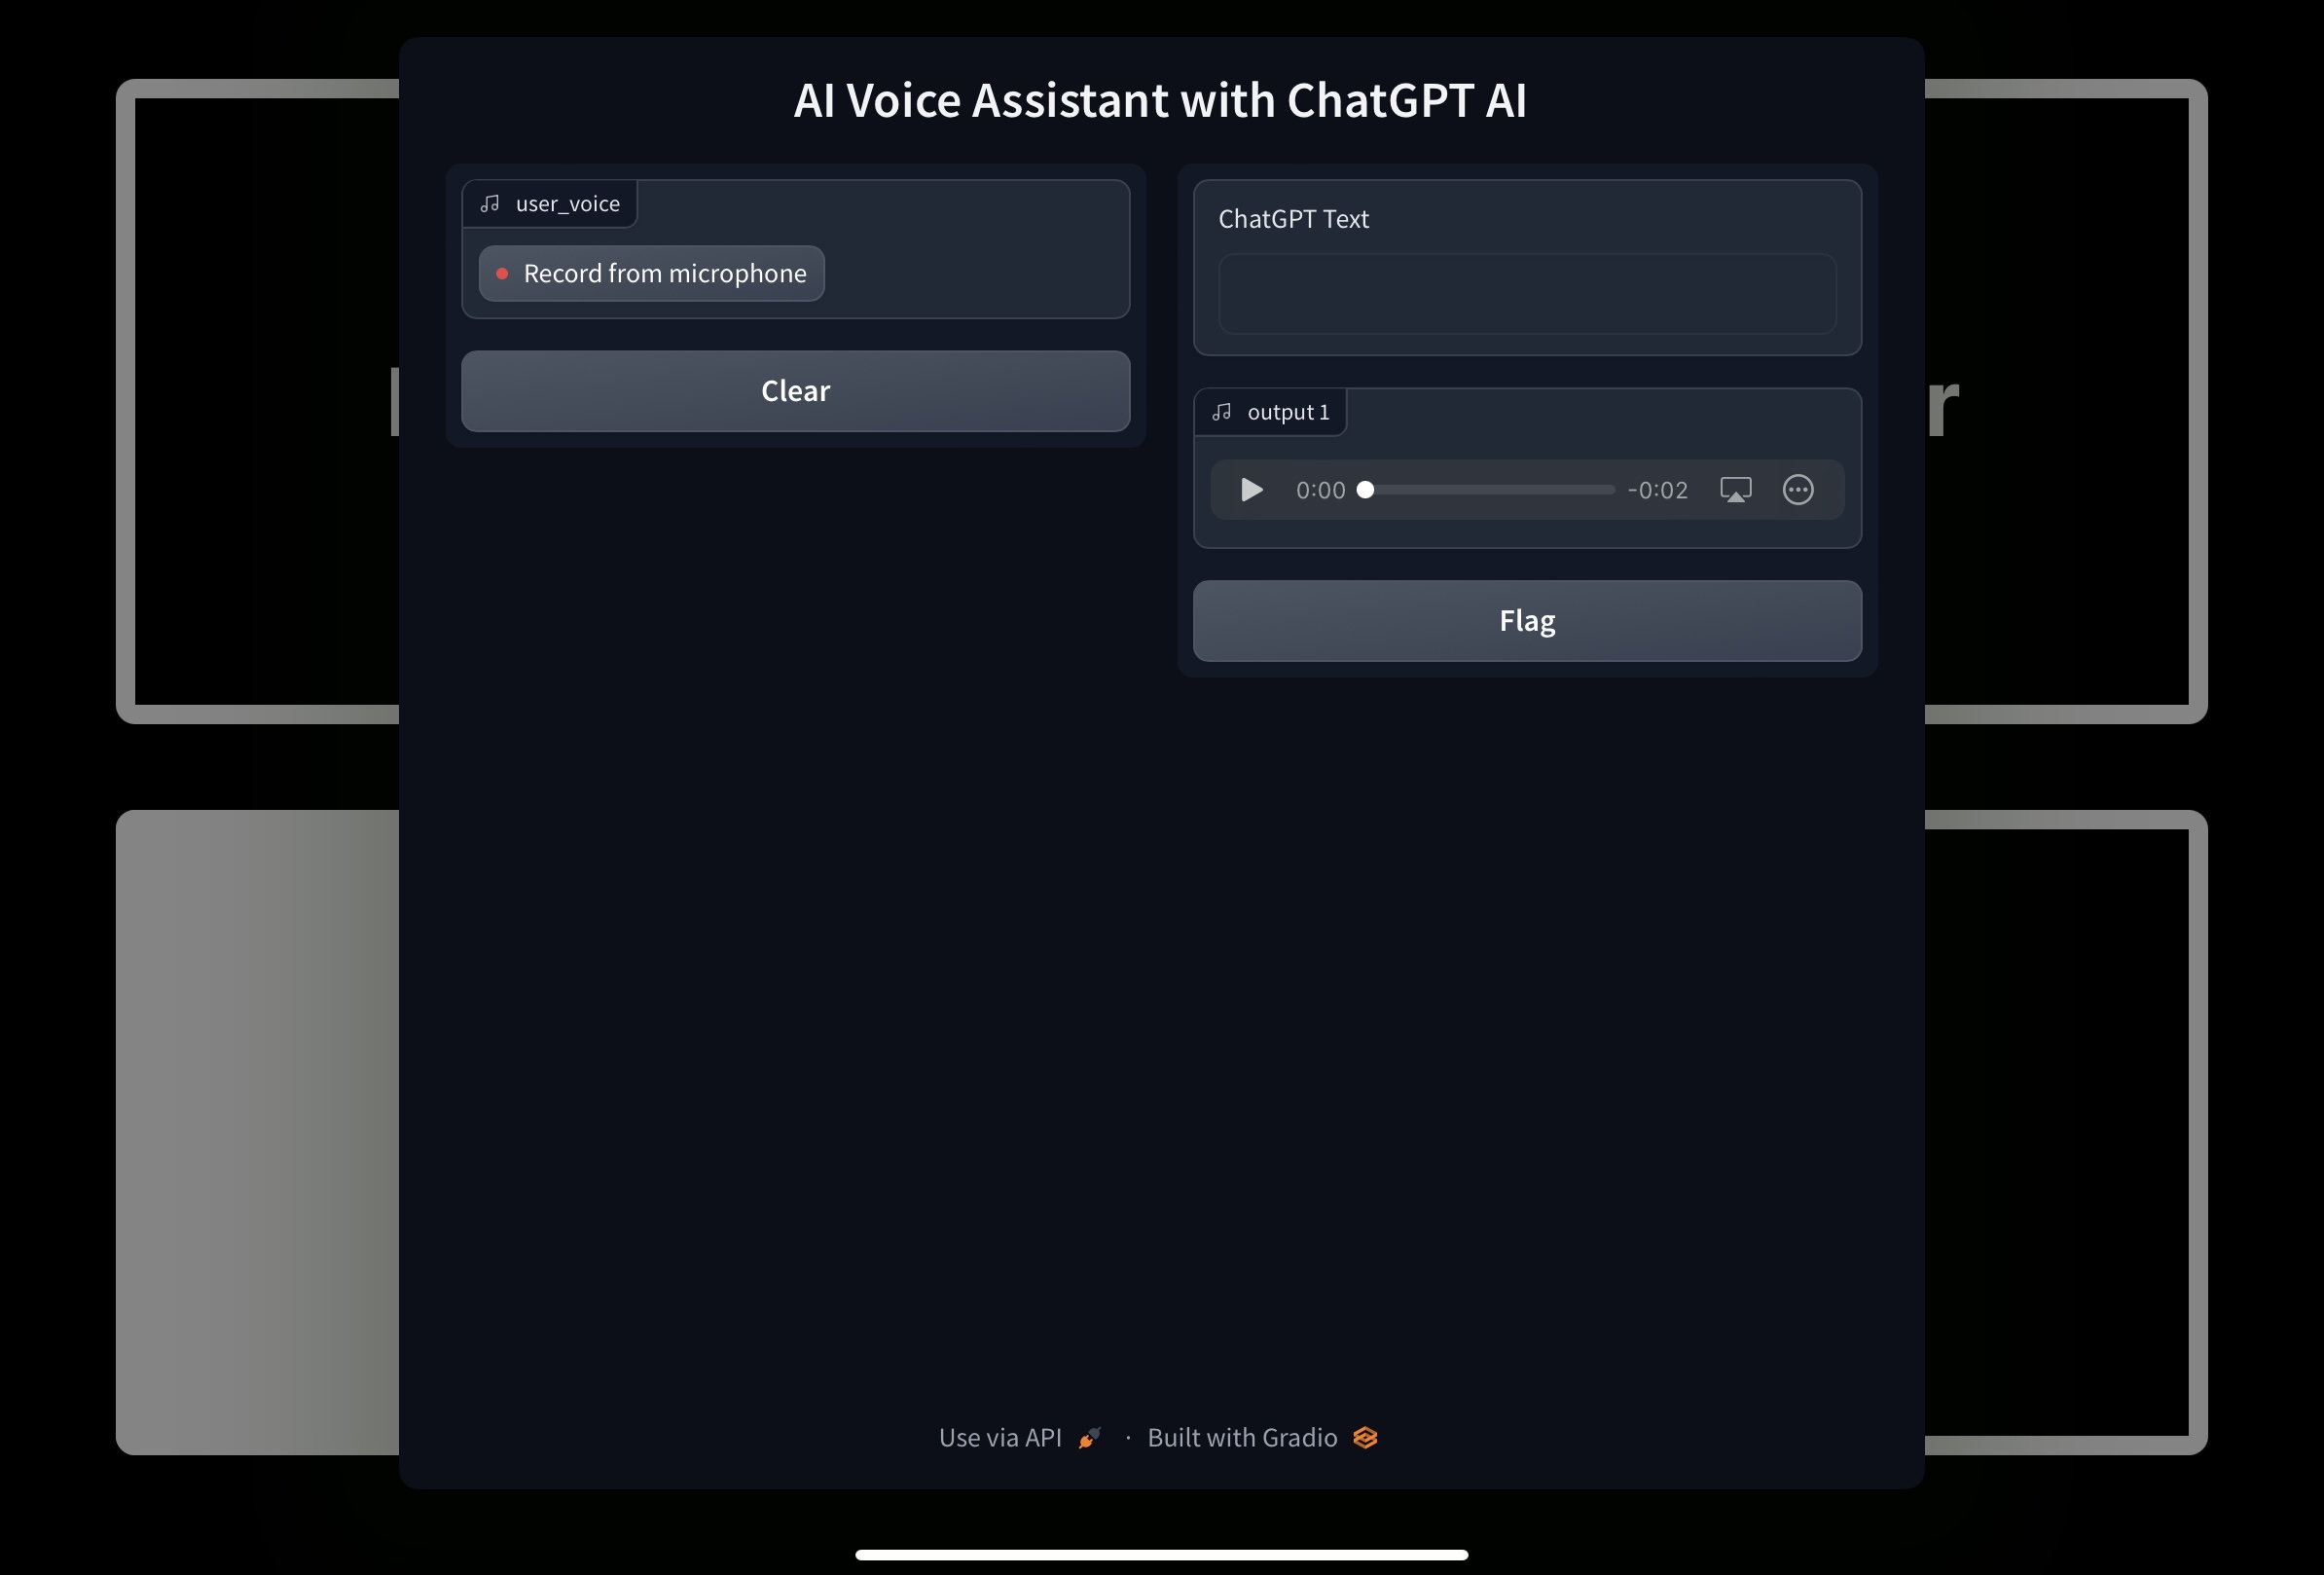 AI Voice Assistant with ChatGPT AI
user_voice
Record from microphone
Clear
ChatGPT Text
output 1
0:00
-0:02
Flag
r
Use via API · Built with Gradio